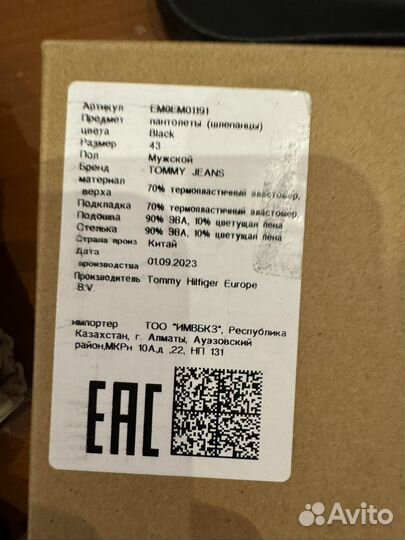 Артикул EM0EM01191
Предмет пантолеты (шлепанцы)
цвета Black
Размер 43
Пол Мужской
Бренд TOMMY JEANS
материал
верха 70% термопластичный эластомер,
Подкладка 70% термопластичный эластомер,
Подошва 90% ЭВА, 10% цветущая пена
Стелька 90% ЭВА, 10% цветущая пена
Страна произ Китай
Дата
производства 01.09.2023
Производитель Tommy Hilfiger Europe
B.V.
импортер ТОО "ИМВБКЗ", Республика
Казахстан, г. Алматы, Ауэзовский
район,МКРн 10А,д ,22, НП 131
EAC
Avito